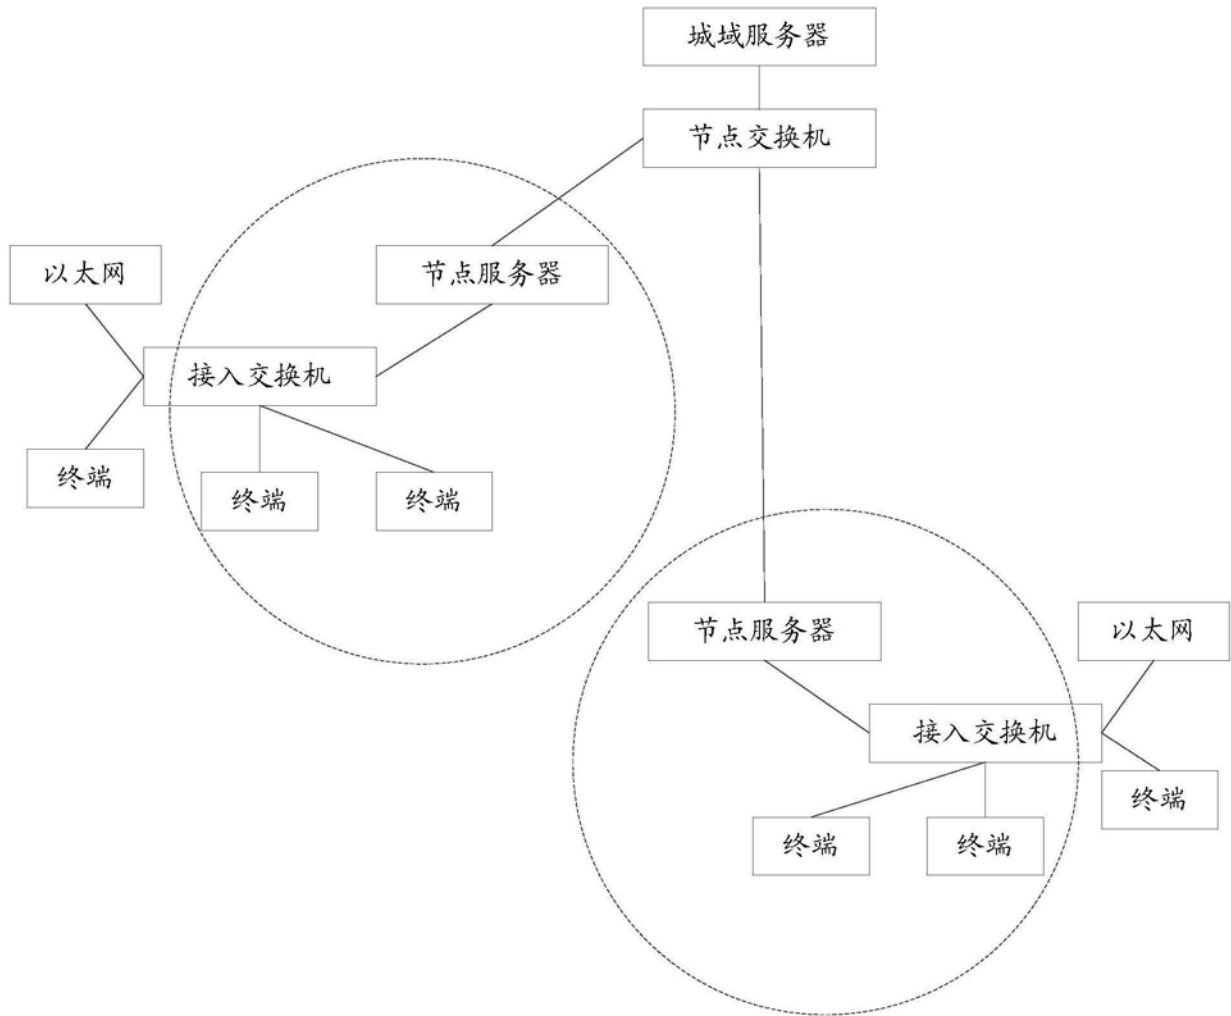 城域服务器
节点交换机
以太网
节点服务器
接入交换机
终端
终端
终端
节点服务器
以太网
接入交换机
终端
终端
终端